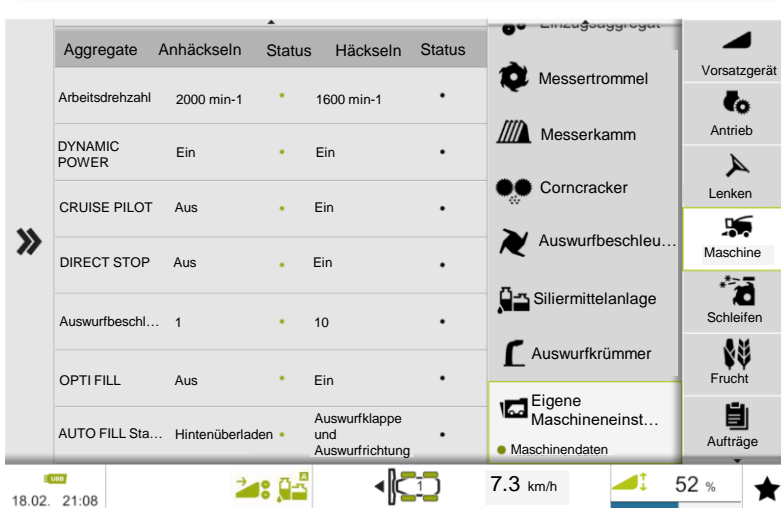 Aggregate Anhäckseln Status Häckseln Status
Arbeitsdrehzahl 2000 min-1 1600 min-1
DYNAMIC
POWER
Ein Ein
CRUISE PILOT Aus Ein
DIRECT STOP Aus Ein
Auswurfbeschl… 1 10
OPTI FILL Aus Ein
AUTO FILL Sta… Hintenüberladen
Auswurfklappe
und
Auswurfrichtung
Einzugsaggregat
Messertrommel
Messerkamm
Corncracker
Auswurfbeschleu…
Siliermittelanlage
Auswurfkrümmer
Eigene
Maschineneinst…
Maschinendaten
Vorsatzgerät
Antrieb
Lenken
Maschine
Schleifen
Frucht
Aufträge
USB
18.02. 21:08
A
1
7.3 km/h
52 %